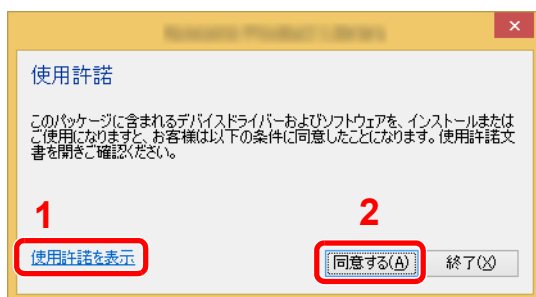 使用許諾
このパッケージに含まれるデバイスドライバーおよびソフトウェアを、インストールまたは
ご使用になりますと、お客様は以下の条件に同意したことになります。使用許諾文
書を開きご確認ください。
1
2
使用許諾を表示
同意する(A)
終了(X)